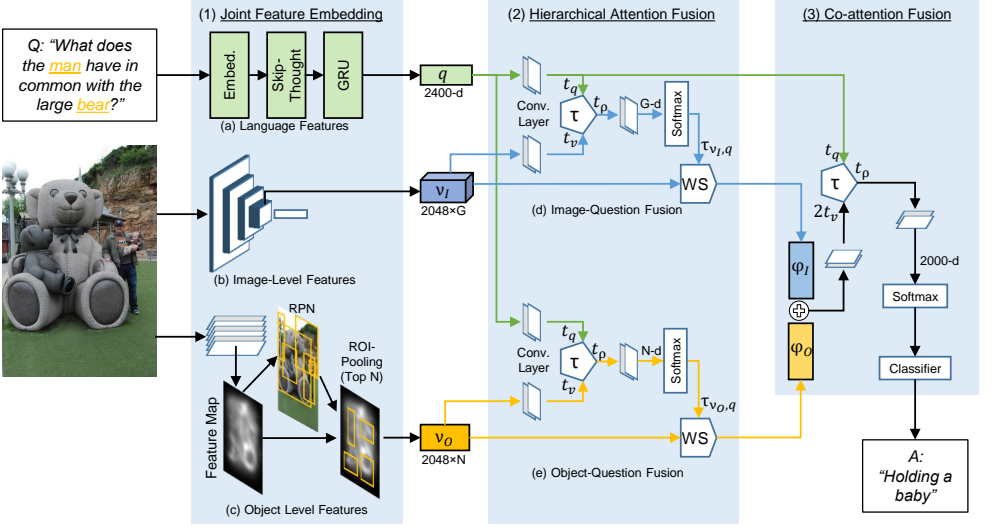 (1) Joint Feature Embedding
(2) Hierarchical Attention Fusion
(3) Co-attention Fusion
Q: “What does
the man have in
common with the
large bear?”
Embed.
Skip-
Thought
GRU
(a) Language Features
q
2400-d
(b) Image-Level Features
ν_I
2048×G
RPN
ROI-
Pooling
(Top N)
Feature Map
(c) Object Level Features
ν_O
2048×N
Conv.
Layer
t_q
τ
t_v
t_ρ
G-d
Softmax
τ_{ν_I,q}
WS
(d) Image-Question Fusion
Conv.
Layer
t_q
τ
t_v
t_ρ
N-d
Softmax
τ_{ν_O,q}
WS
(e) Object-Question Fusion
t_q
τ
t_ρ
2t_v
φ_I
φ_O
2000-d
Softmax
Classifier
A:
“Holding a
baby”